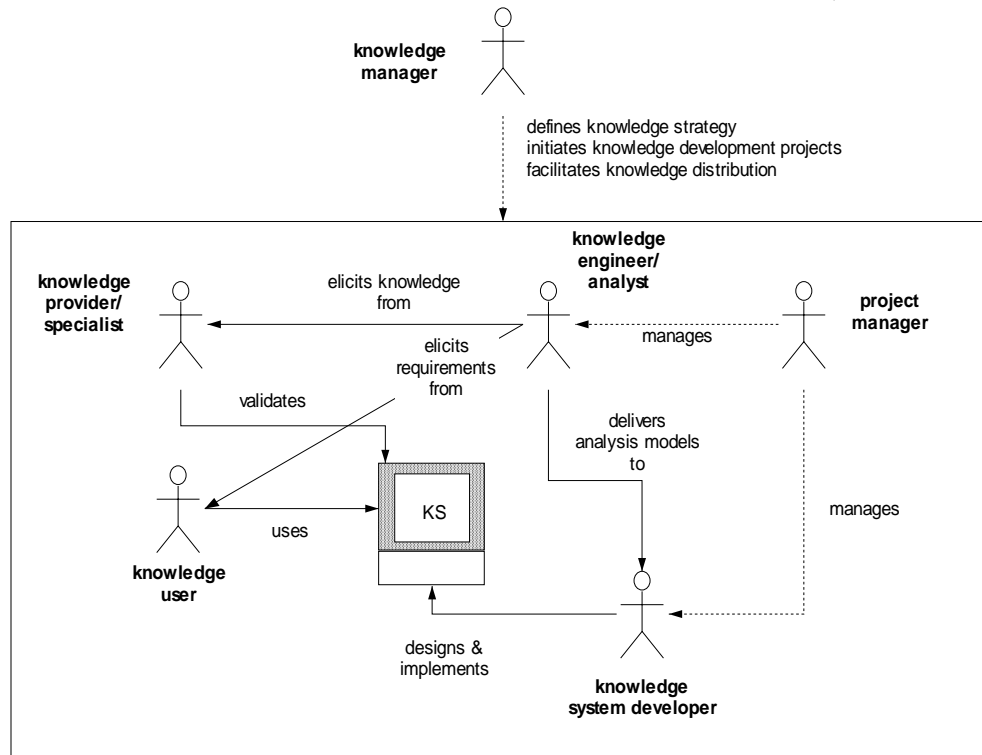 knowledge
manager
defines knowledge strategy
initiates knowledge development projects
facilitates knowledge distribution
knowledge
provider/
specialist
elicits knowledge
from
knowledge
engineer/
analyst
project
manager
manages
elicits
requirements
from
validates
delivers
analysis models
to
KS
uses
manages
knowledge
user
designs &
implements
knowledge
system developer